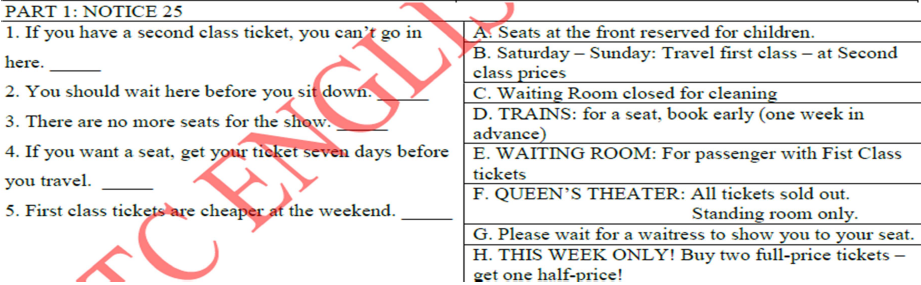 PART 1: NOTICE 25
1. If you have a second class ticket, you can't go in
here. _____
2. You should wait here before you sit down. _____
3. There are no more seats for the show. _____
4. If you want a seat, get your ticket seven days before
you travel. _____
5. First class tickets are cheaper at the weekend. _____
A. Seats at the front reserved for children.
B. Saturday – Sunday: Travel first class – at Second
class prices
C. Waiting Room closed for cleaning
D. TRAINS: for a seat, book early (one week in
advance)
E. WAITING ROOM: For passenger with Fist Class
tickets
F. QUEEN'S THEATER: All tickets sold out.
Standing room only.
G. Please wait for a waitress to show you to your seat.
H. THIS WEEK ONLY! Buy two full-price tickets –
get one half-price!
TC ENGLIS